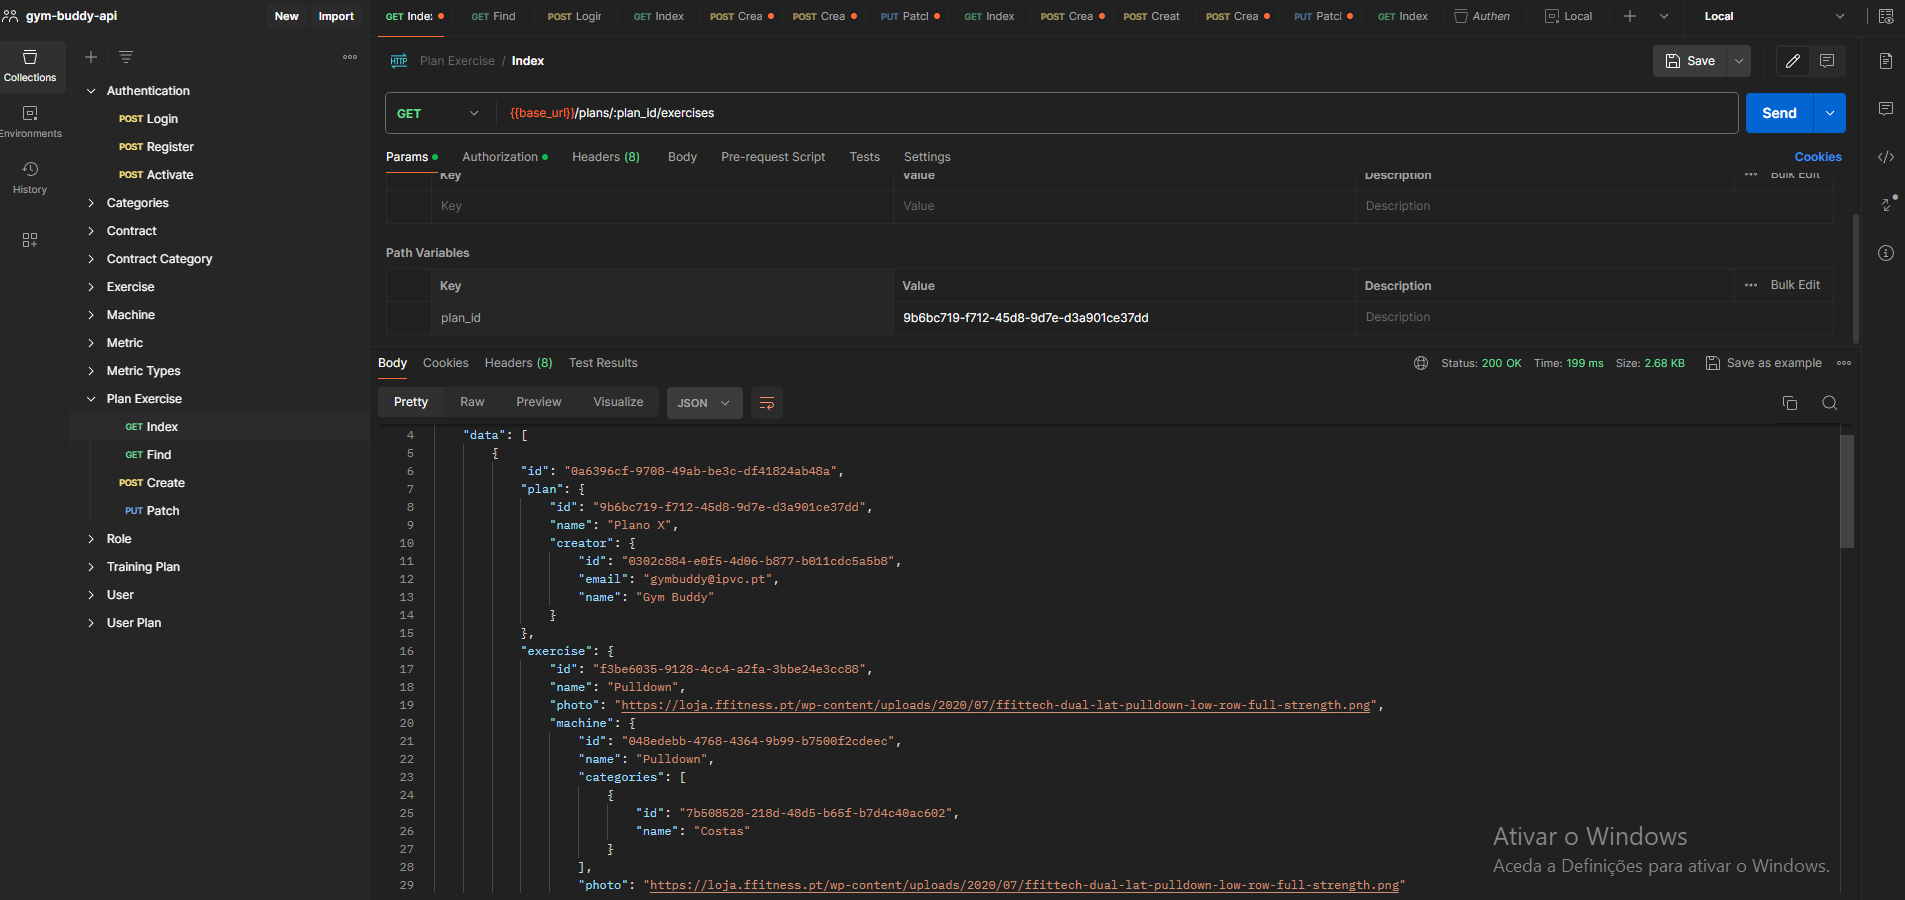 gym-buddy-api New Import
GET Index GET Find POST Login GET Index POST Crea POST Crea PUT Patcl GET Index POST Crea POST Creat POST Crea PUT Patcl GET Index Authen Local Local
Collections
Environments
History
Authentication
POST Login
POST Register
POST Activate
Categories
Contract
Contract Category
Exercise
Machine
Metric
Metric Types
Plan Exercise
GET Index
GET Find
POST Create
PUT Patch
Role
Training Plan
User
User Plan
HTTP Plan Exercise / Index Save
GET {{base_url}}/plans/:plan_id/exercises Send
Params Authorization Headers (8) Body Pre-request Script Tests Settings Cookies
Key Value Description Bulk Edit
Key Value Description
Path Variables
Key Value Description Bulk Edit
plan_id 9b6bc719-f712-45d8-9d7e-d3a901ce37dd Description
Body Cookies Headers (8) Test Results Status: 200 OK Time: 199 ms Size: 2.68 KB Save as example
Pretty Raw Preview Visualize JSON
4 "data": [
5 {
6 "id": "0a6396cf-9708-49ab-be3c-df41824ab48a",
7 "plan": {
8 "id": "9b6bc719-f712-45d8-9d7e-d3a901ce37dd",
9 "name": "Plano X",
10 "creator": {
11 "id": "0302c884-e0f5-4d06-b877-b011cdc5a5b8",
12 "email": "gymbuddy@ipvc.pt",
13 "name": "Gym Buddy"
14 }
15 },
16 "exercise": {
17 "id": "f3be6035-9128-4cc4-a2fa-3bbe24e3cc88",
18 "name": "Pulldown",
19 "photo": "https://loja.ffitness.pt/wp-content/uploads/2020/07/ffittech-dual-lat-pulldown-low-row-full-strength.png",
20 "machine": {
21 "id": "048edebb-4768-4364-9b99-b7500f2cdeec",
22 "name": "Pulldown",
23 "categories": [
24 {
25 "id": "7b508528-218d-48d5-b65f-b7d4c40ac602",
26 "name": "Costas"
27 }
28 ],
29 "photo": "https://loja.ffitness.pt/wp-content/uploads/2020/07/ffittech-dual-lat-pulldown-low-row-full-strength.png"
Ativar o Windows
Aceda a Definições para ativar o Windows.